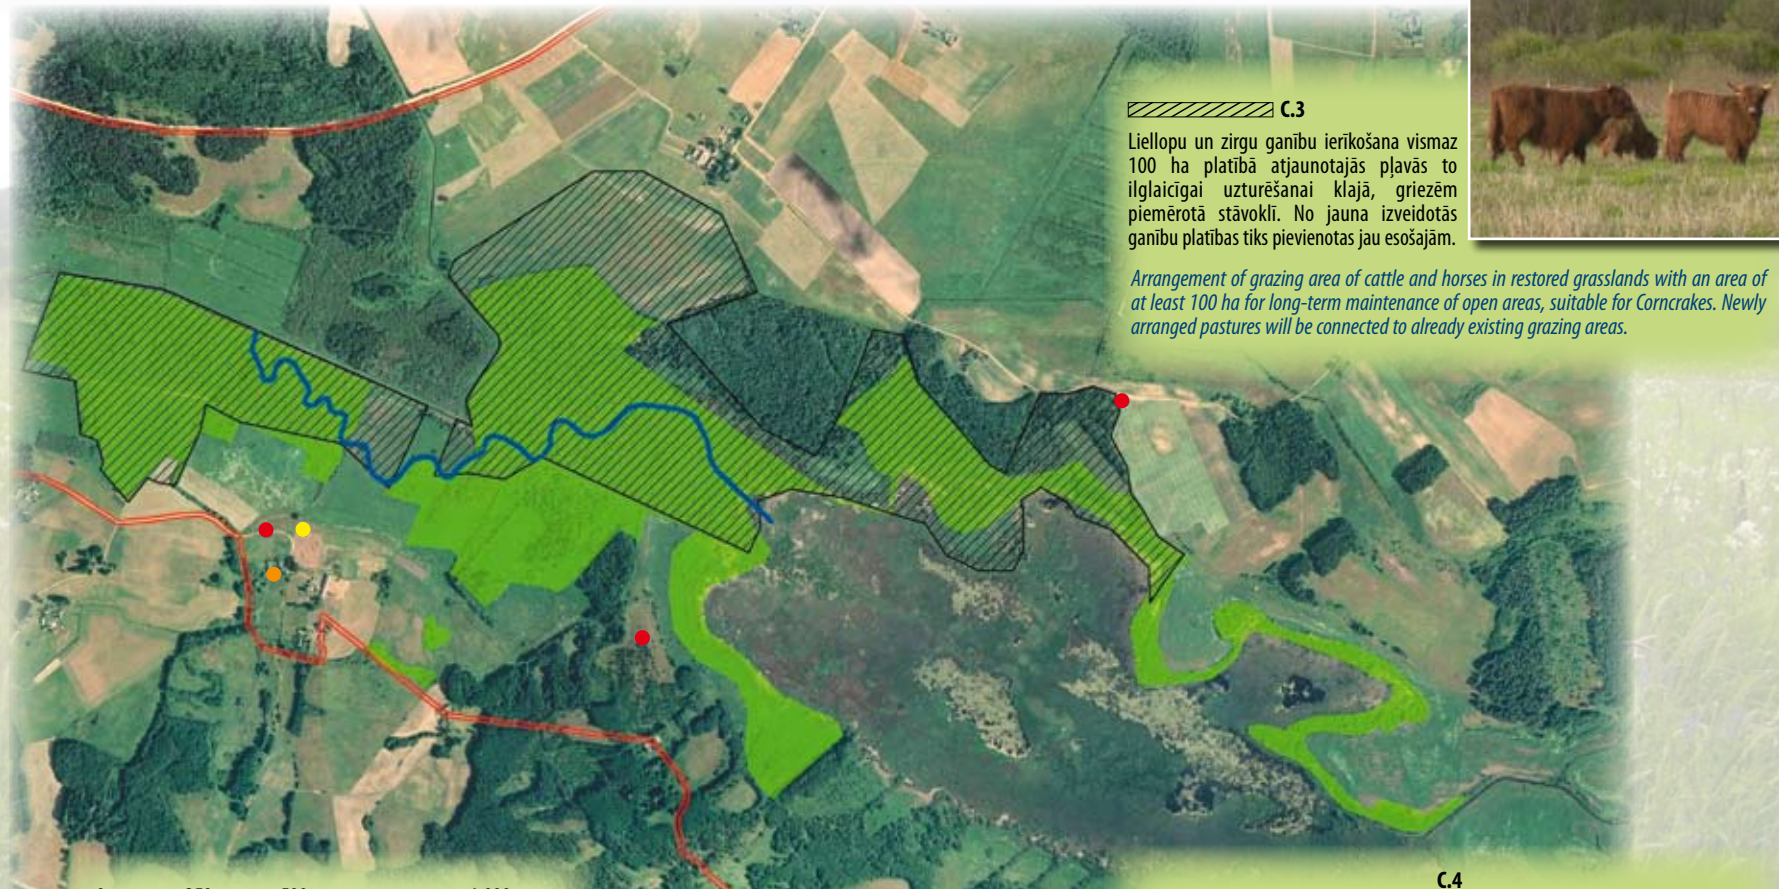 C.3
Liellopu un zirgu ganību ierīkošana vismaz
100 ha platībā atjaunotajās pļavās to
ilglaicīgai uzturēšanai klajā, griezēm
piemērotā stāvoklī. No jauna izveidotās
ganību platības tiks pievienotas jau esošajām.
Arrangement of grazing area of cattle and horses in restored grasslands with an area of
at least 100 ha for long-term maintenance of open areas, suitable for Corncrakes. Newly
arranged pastures will be connected to already existing grazing areas.
C.4